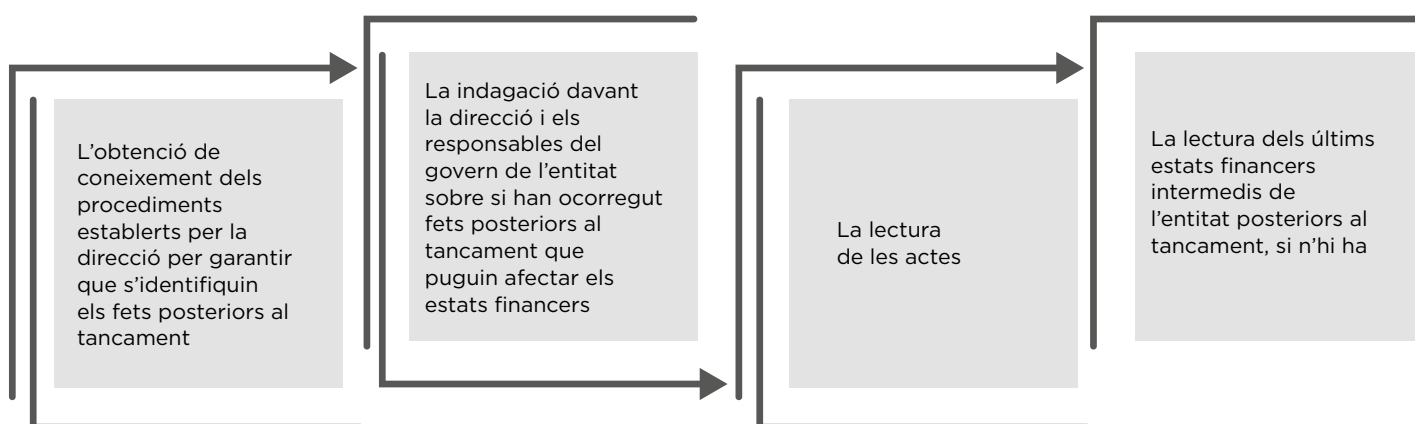 L’obtenció de
coneixement dels
procediments
establerts per la
direcció per garantir
que s’identifiquin
els fets posteriors al
tancament
La indagació davant
la direcció i els
responsables del
govern de l’entitat
sobre si han ocorregut
fets posteriors al
tancament que
puguin afectar els
estats financers
La lectura
de les actes
La lectura dels últims
estats financers
intermedis de
l’entitat posteriors al
tancament, si n’hi ha